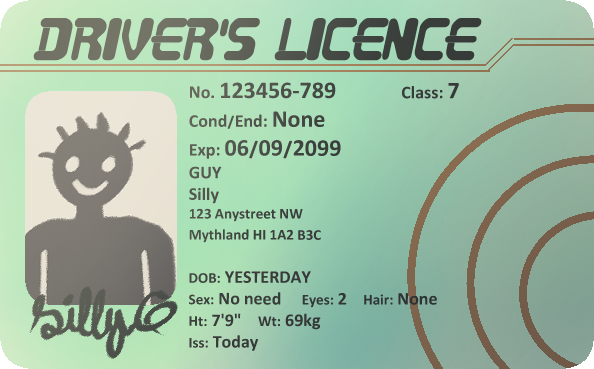 DRIVER'S LICENCE
No. 123456-789 Class: 7
Cond/End: None
Exp: 06/09/2099
GUY
Silly
123 Anystreet NW
Mythland HI 1A2 B3C
DOB: YESTERDAY
Sex: No need Eyes: 2 Hair: None
Ht: 7'9" Wt: 69kg
Iss: Today
SillyG